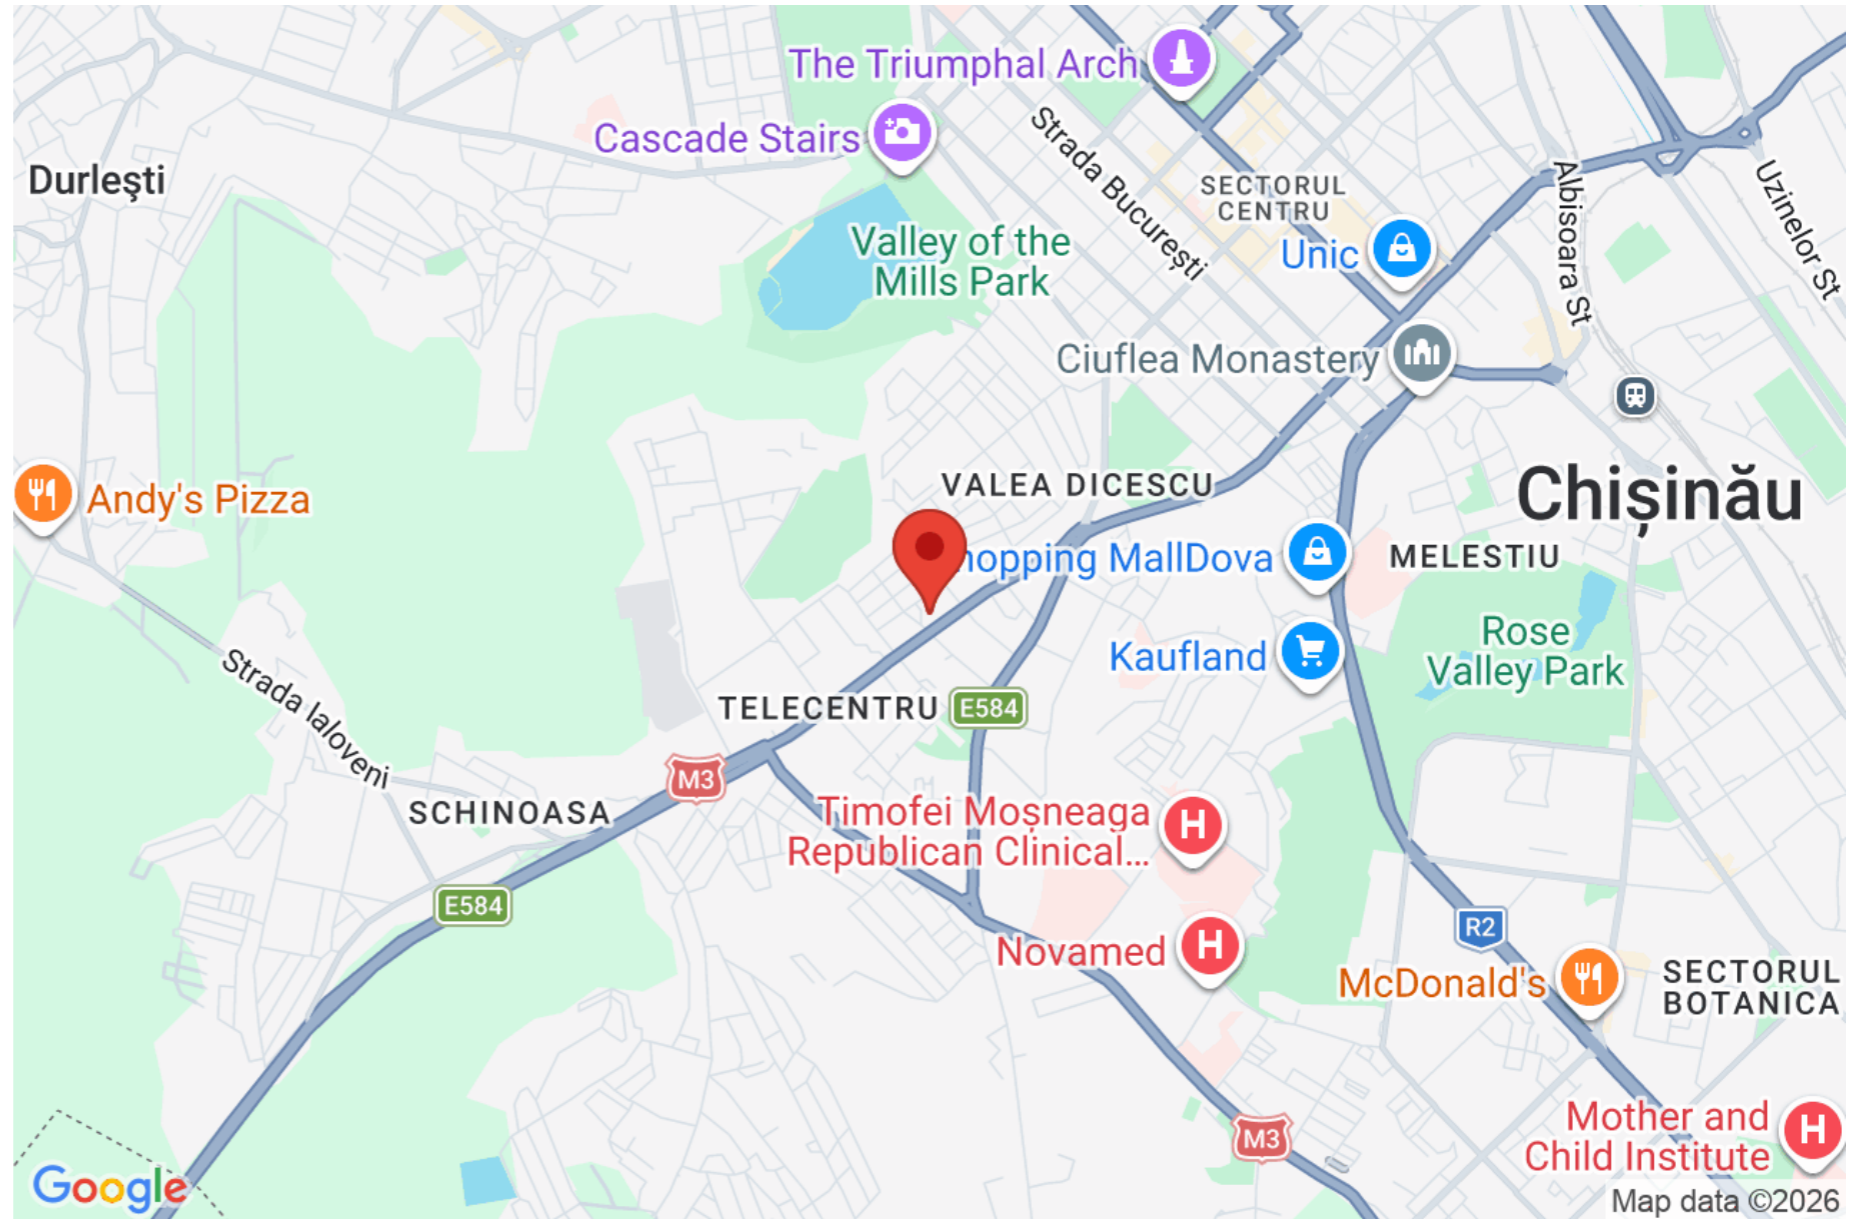 The Triumphal Arch
Cascade Stairs
Strada București
Durlești
SECTORUL
CENTRU
Albisoara St
Uzinelor St
Valley of the
Mills Park
Unic
Ciuflea Monastery
Andy's Pizza
VALEA DICESCU
Chișinău
hopping MallDova
MELESTIU
Rose
Valley Park
Kaufland
Strada Ialoveni
TELECENTRU
E584
M3
SCHINOASA
Timofei Moșneaga
Republican Clinical...
E584
R2
Novamed
McDonald's
SECTORUL
BOTANICA
M3
Mother and
Child Institute
Google
Map data ©2026